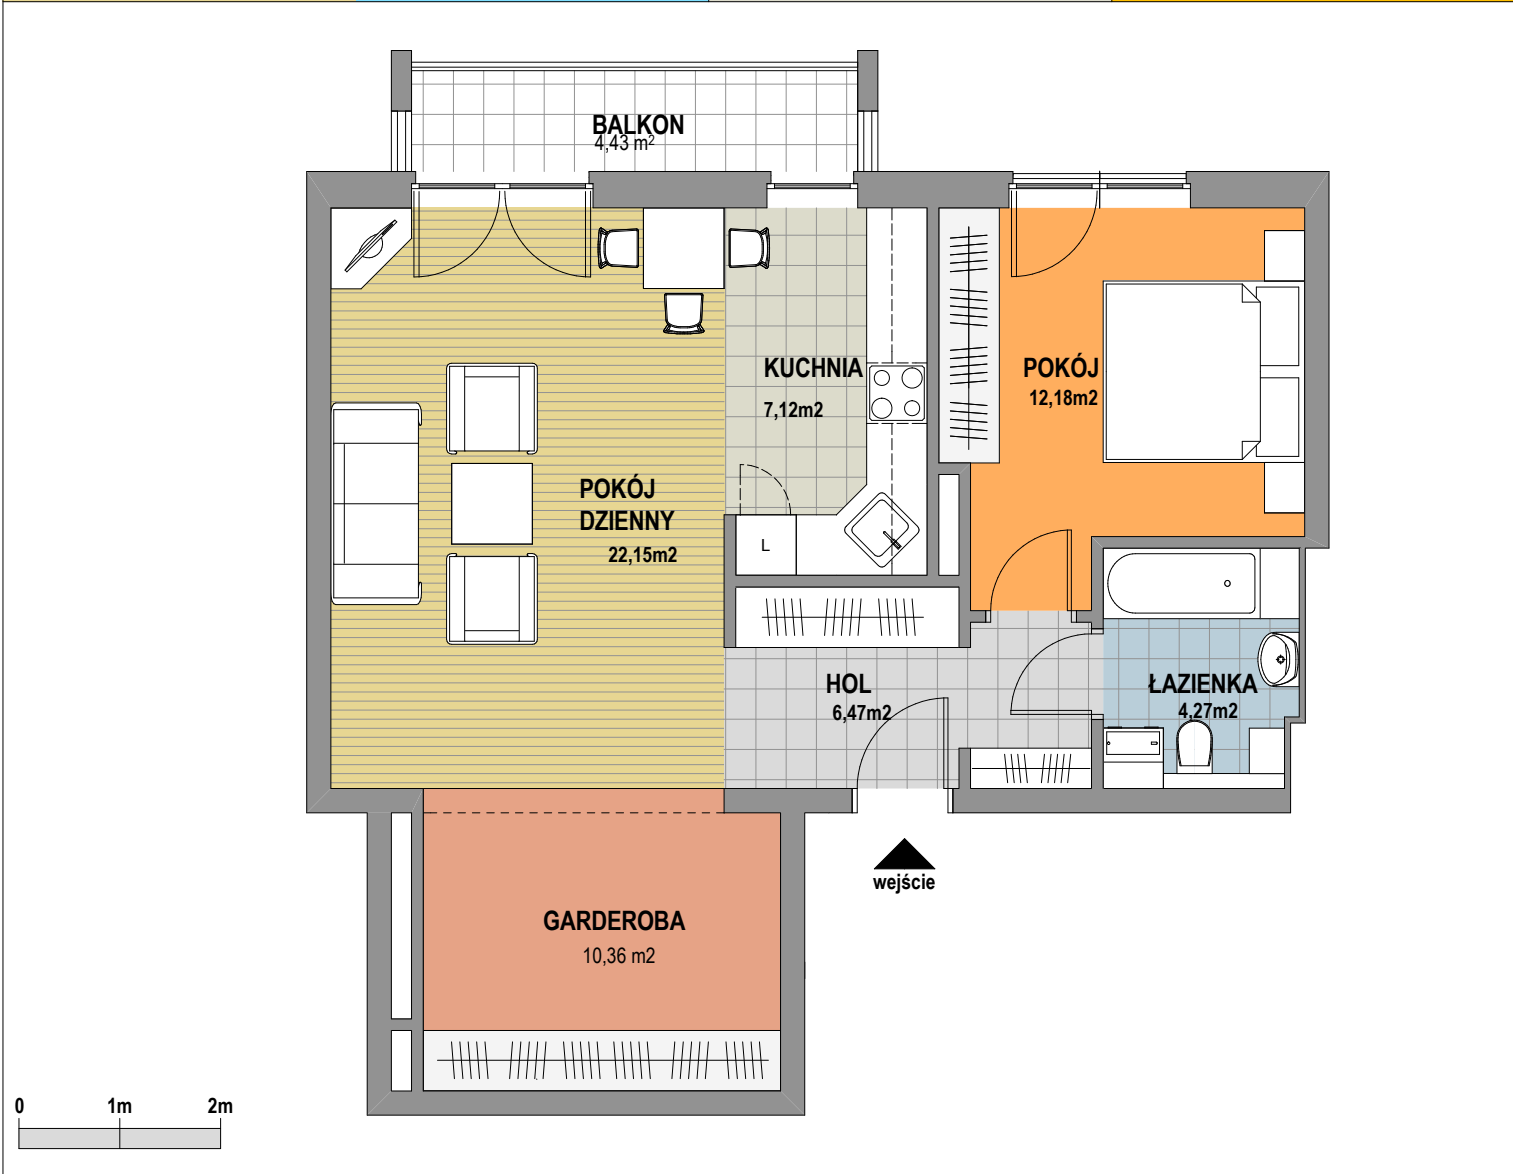 BALKON
4,43 m²
KUCHNIA
7,12m2
POKÓJ
12,18m2
POKÓJ
DZIENNY
22,15m2
L
HOL
6,47m2
ŁAZIENKA
4,27m2
wejście
GARDEROBA
10,36 m2
0 1m 2m